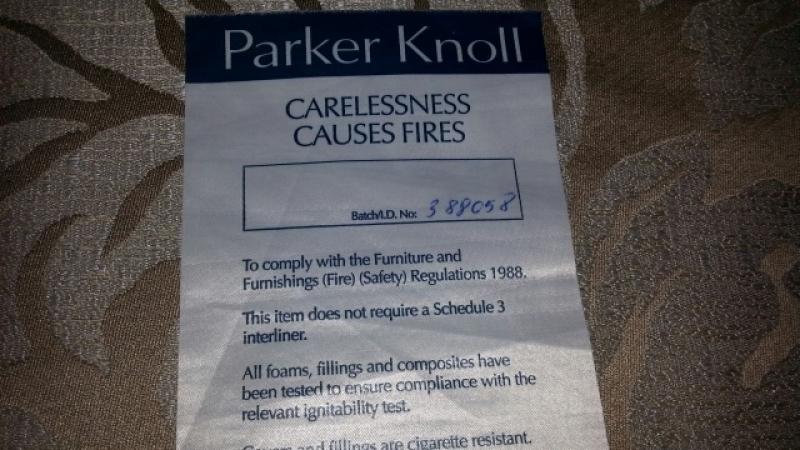 Parker Knoll
CARELESSNESS
CAUSES FIRES
Batch/I.D. No: 388058
To comply with the Furniture and
Furnishings (Fire) (Safety) Regulations 1988.
This item does not require a Schedule 3
interliner.
All foams, fillings and composites have
been tested to ensure compliance with the
relevant ignitability test.
Covers and fillings are cigarette resistant.